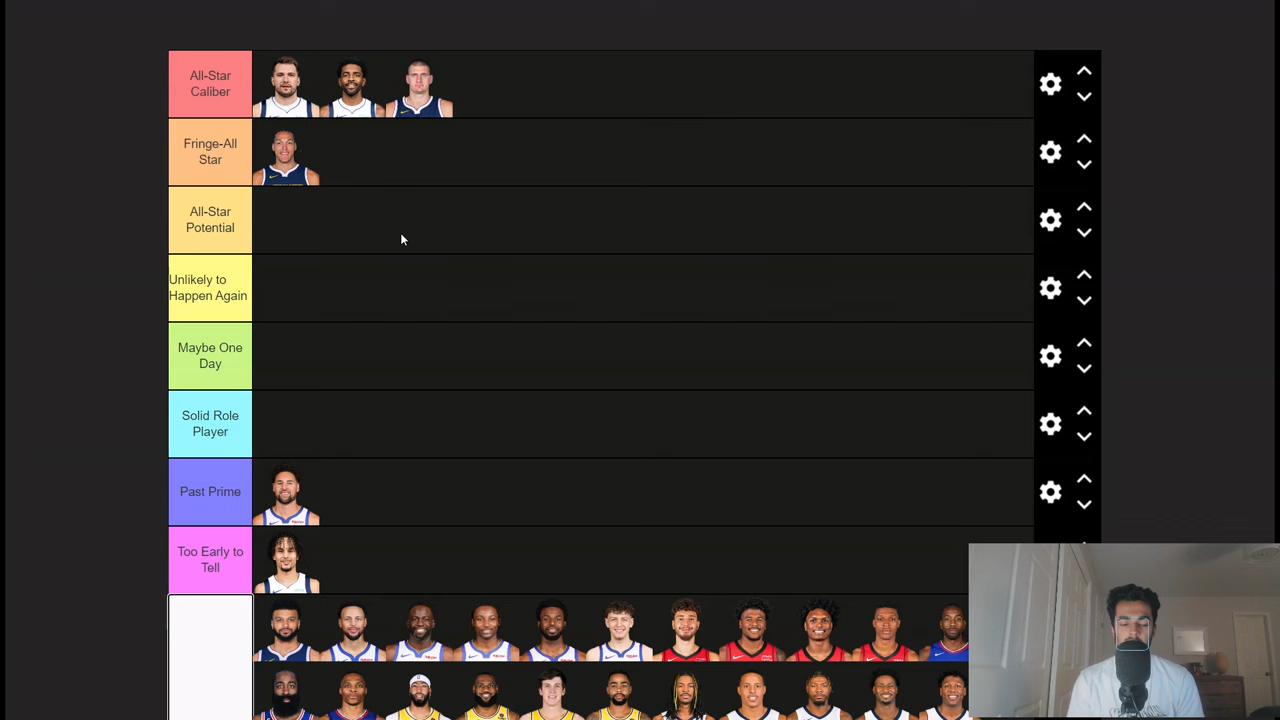 All-Star
Caliber
Fringe-All
Star
All-Star
Potential
Unlikely to
Happen Again
Maybe One
Day
Solid Role
Player
Past Prime
Too Early to
Tell